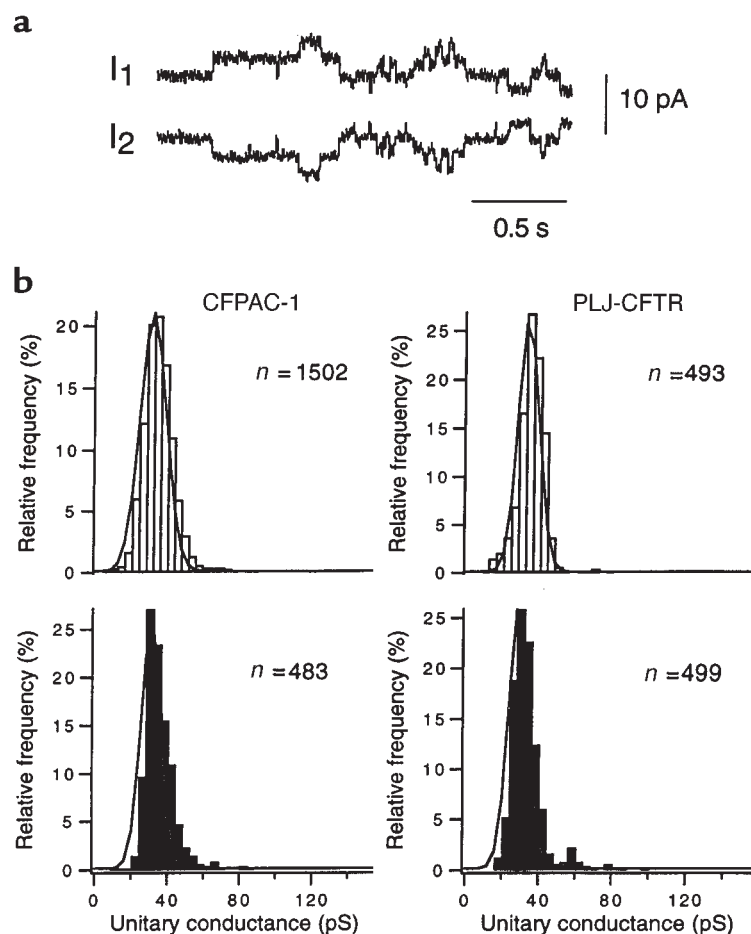 a
I1
I2
10 pA
0.5 s
b
CFPAC-1
PLJ-CFTR
Relative frequency (%)
20
15
10
5
0
n = 1502
Relative frequency (%)
25
20
15
10
5
0
n =493
Relative frequency (%)
25
20
15
10
5
0
n =483
0 40 80 120
Unitary conductance (pS)
Relative frequency (%)
25
20
15
10
5
0
n =499
0 40 80 120
Unitary conductance (pS)